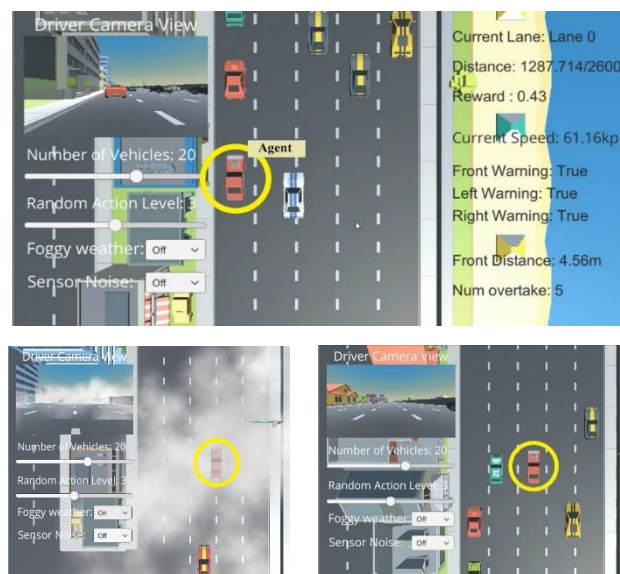 Driver Camera View
Number of Vehicles: 20
Random Action Level: 3
Foggy weather: Off
Sensor Noise: Off
Agent
Current Lane: Lane 0
Distance: 1287.714/2600
Reward : 0.43
Current Speed: 61.16kp
Front Warning: True
Left Warning: True
Right Warning: True
Front Distance: 4.56m
Num overtake: 5
Driver Camera View
Number of Vehicles: 20
Random Action Level: 3
Foggy weather: On
Sensor Noise: Off
Driver Camera View
Number of Vehicles: 20
Random Action Level: 3
Foggy weather: Off
Sensor Noise: Off